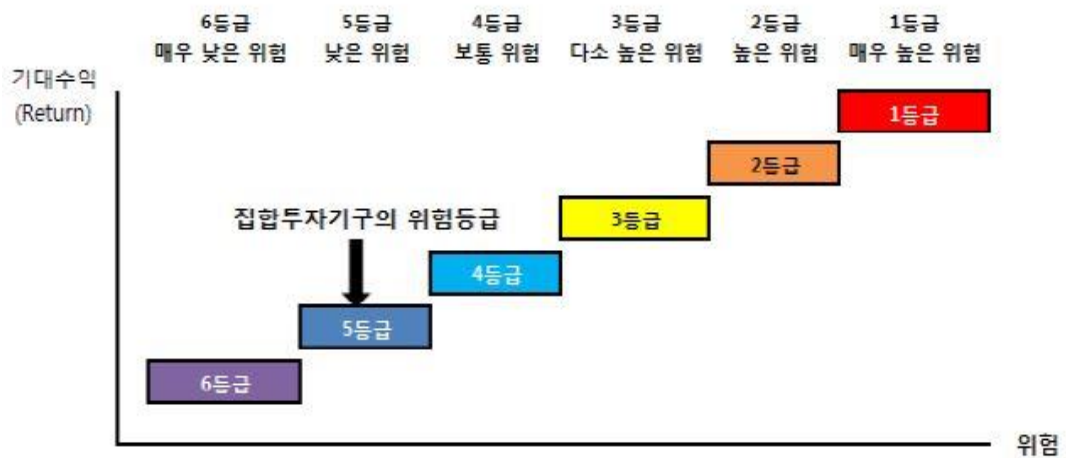 6등급 5등급 4등급 3등급 2등급 1등급
매우 낮은 위험 낮은 위험 보통 위험 다소 높은 위험 높은 위험 매우 높은 위험
기대수익
(Return)
1등급
2등급
집합투자기구의 위험등급
3등급
4등급
5등급
6등급
위험